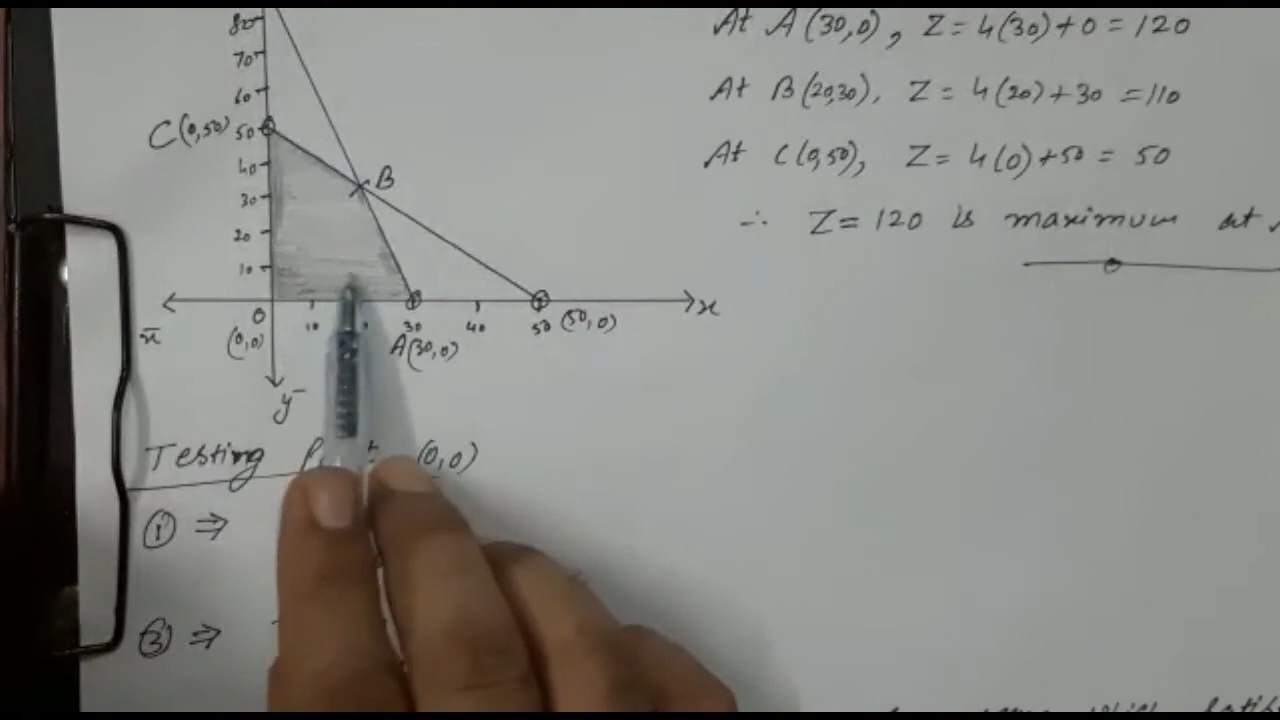 80
70
60
C(0,50) 50
40
B
30
20
10
0
10 30 40 50 (50,0) x
x̄ (0,0) A(30,0)
y⁻
Testing (0,0)
① ⇒
② ⇒
At A(30,0), Z = 4(30)+0 = 120
At B(20,30), Z = 4(20)+30 = 110
At C(0,50), Z = 4(0)+50 = 50
∴ Z = 120 is maximum at
which